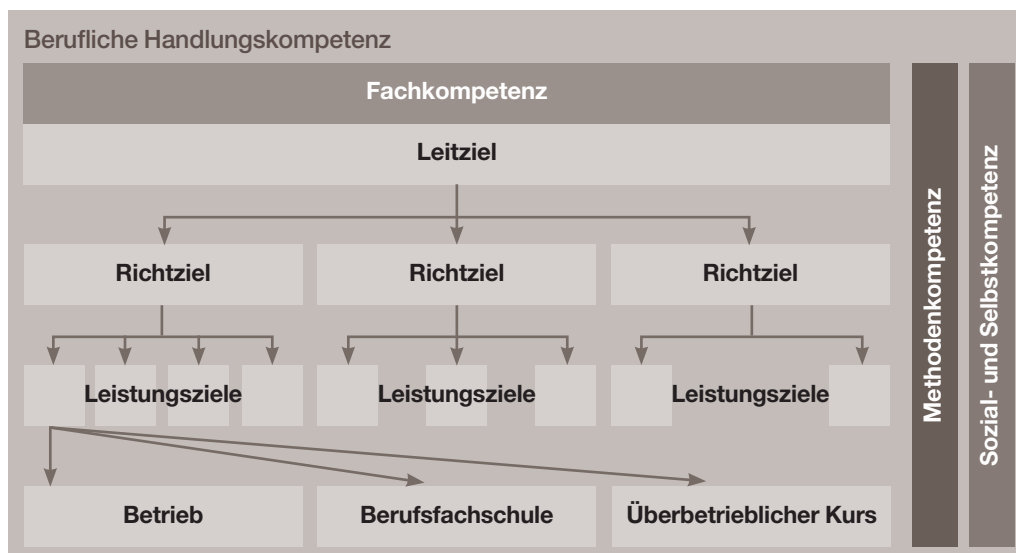 Berufliche Handlungskompetenz
Fachkompetenz
Leitziel
Richtziel
Richtziel
Richtziel
Leistungsziele
Leistungsziele
Leistungsziele
Betrieb
Berufsfachschule
Überbetrieblicher Kurs
Methodenkompetenz
Sozial- und Selbstkompetenz